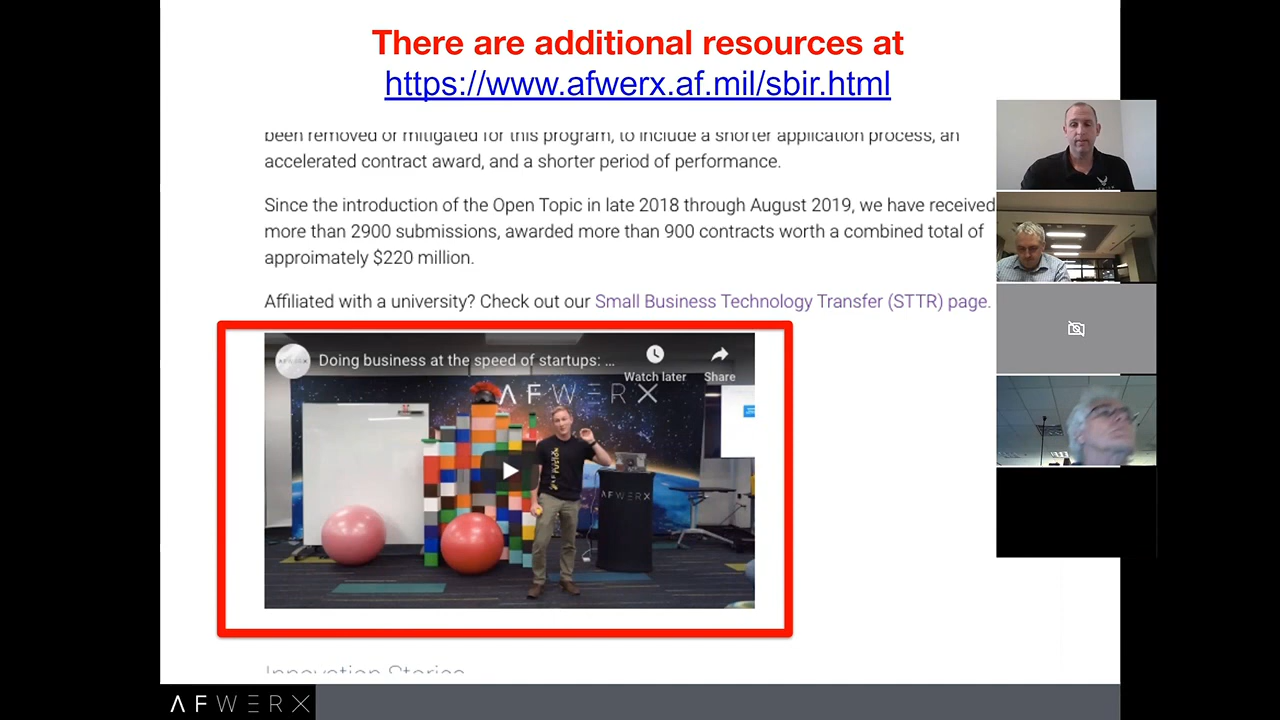 There are additional resources at
https://www.afwerx.af.mil/sbir.html
been removed or mitigated for this program, to include a shorter application process, an
accelerated contract award, and a shorter period of performance.
Since the introduction of the Open Topic in late 2018 through August 2019, we have received
more than 2900 submissions, awarded more than 900 contracts worth a combined total of
approimately $220 million.
Affiliated with a university? Check out our Small Business Technology Transfer (STTR) page.
Doing business at the speed of startups: ...
Watch later
Share
AFWERX
AFWERX
FUSION
Innovation Stories
AFWERX